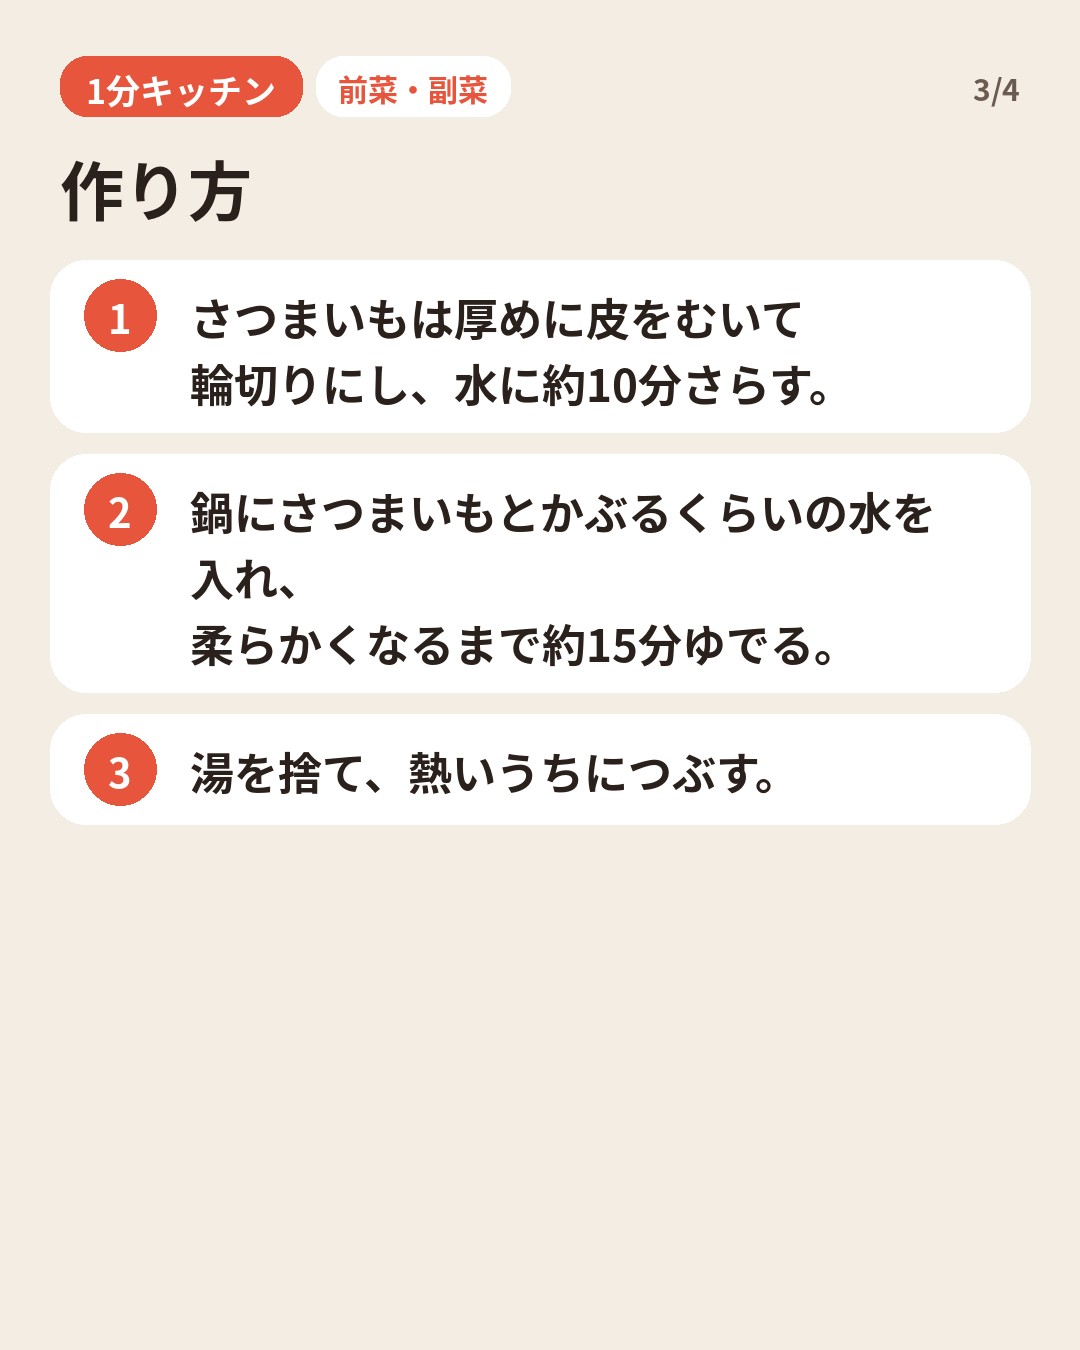 1分キッチン
前菜・副菜
3/4
作り方
1
さつまいもは厚めに皮をむいて
輪切りにし、水に約10分さらす。
2
鍋にさつまいもとかぶるくらいの水を
入れ、
柔らかくなるまで約15分ゆでる。
3
湯を捨て、熱いうちにつぶす。